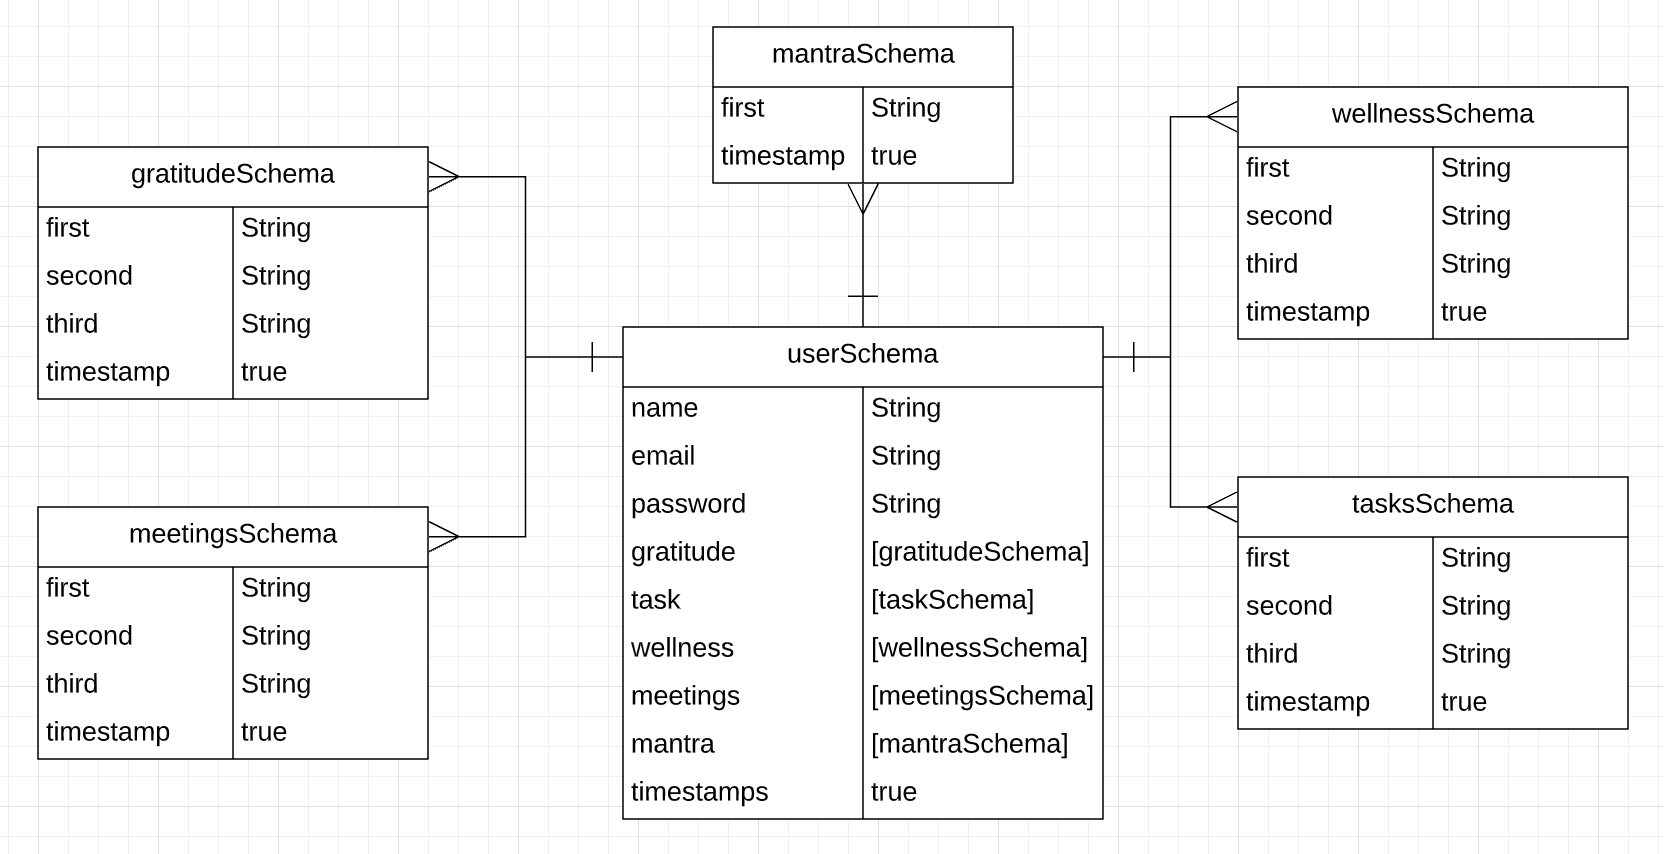 mantraSchema
first String
timestamp true
gratitudeSchema
first String
second String
third String
timestamp true
meetingsSchema
first String
second String
third String
timestamp true
userSchema
name String
email String
password String
gratitude [gratitudeSchema]
task [taskSchema]
wellness [wellnessSchema]
meetings [meetingsSchema]
mantra [mantraSchema]
timestamps true
wellnessSchema
first String
second String
third String
timestamp true
tasksSchema
first String
second String
third String
timestamp true